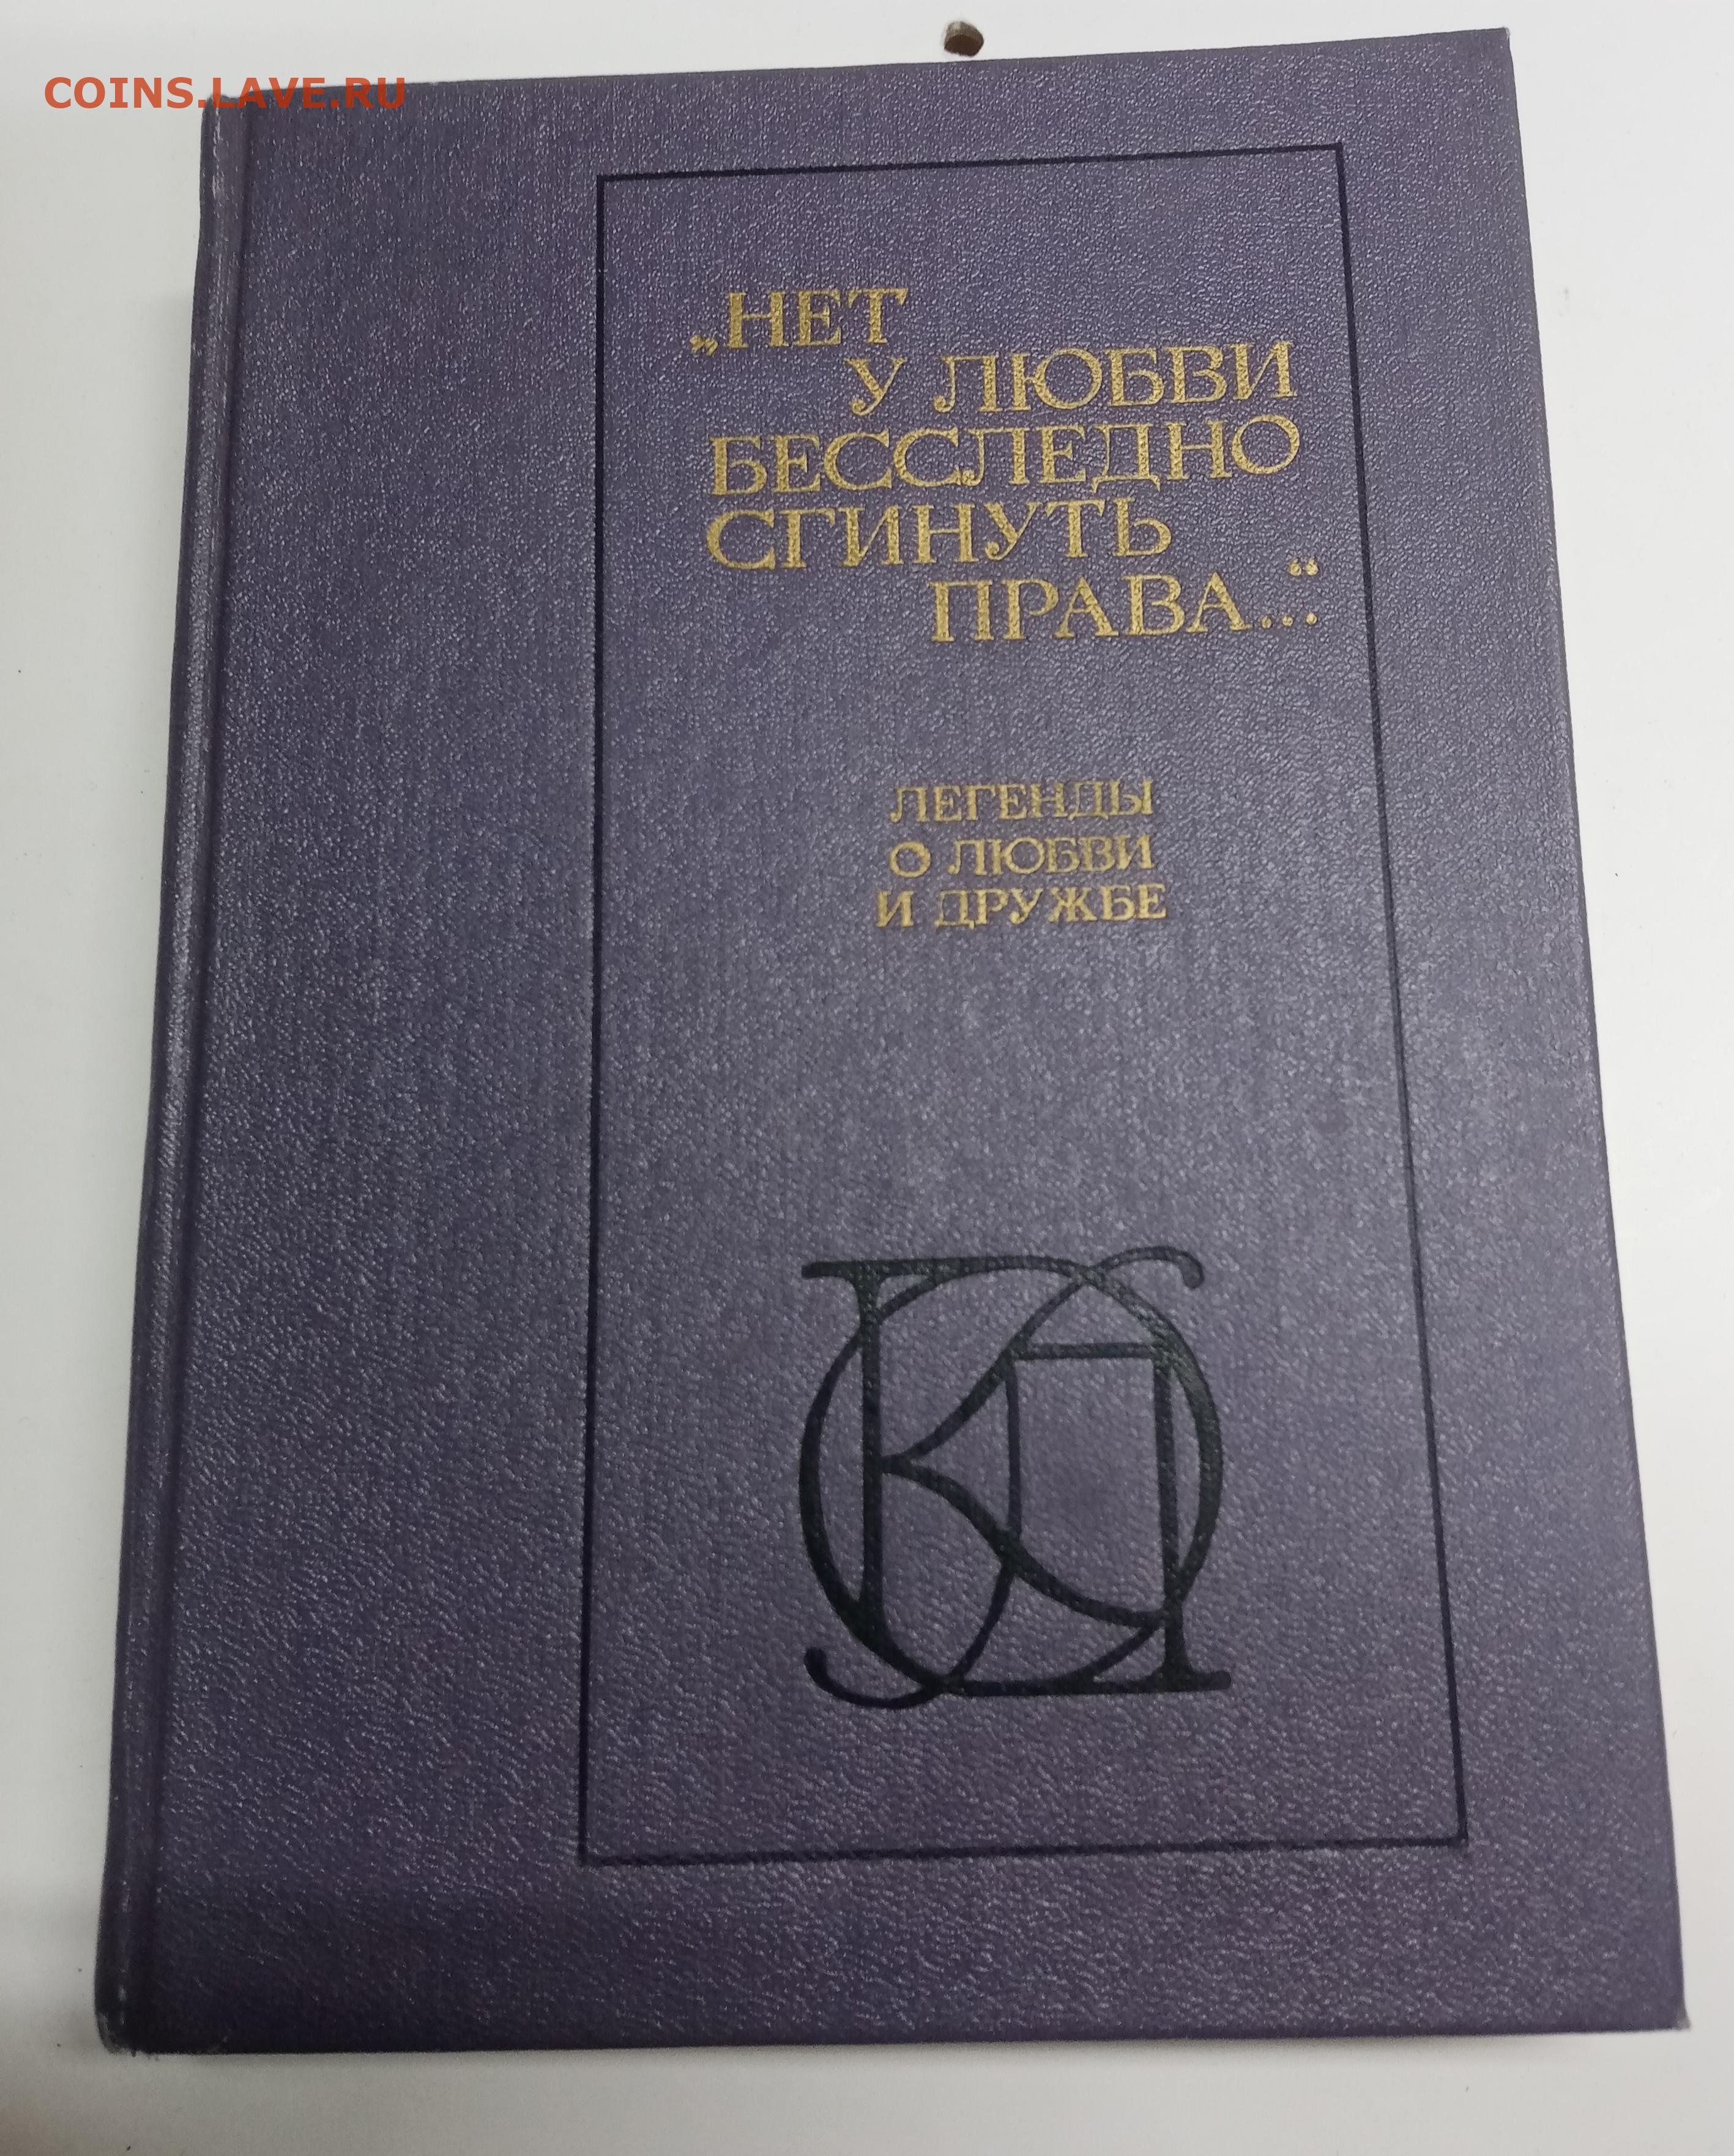 COINS.LAVE.RU
„НЕТ
У ЛЮБВИ
БЕССЛЕДНО
СГИНУТЬ
ПРАВА...“
ЛЕГЕНДЫ
О ЛЮБВИ
И ДРУЖБЕ